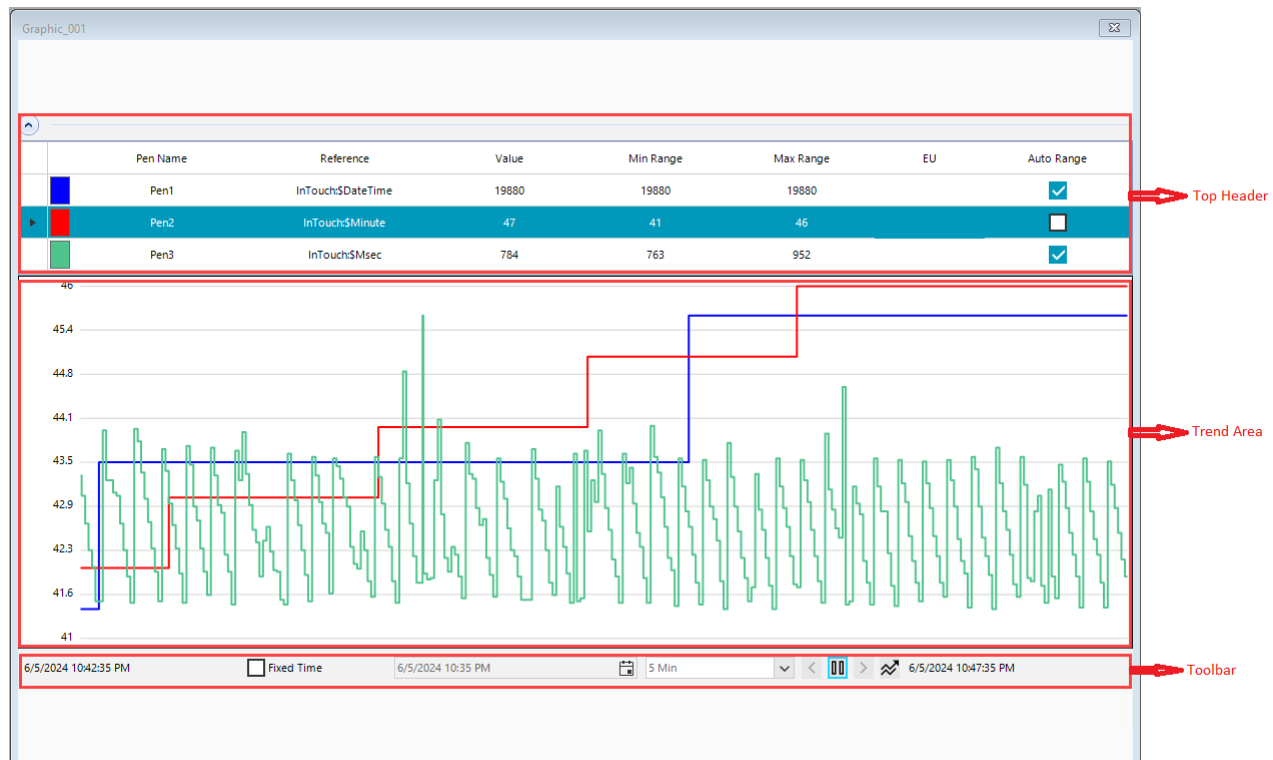 Graphic_001
Pen Name Reference Value Min Range Max Range EU Auto Range
Pen1 InTouch:$DateTime 19880 19880 19880
Pen2 InTouch:$Minute 47 41 46
Pen3 InTouch:$Msec 784 763 952
Top Header
46
45.4
44.8
44.1
43.5
42.9
42.3
41.6
41
Trend Area
6/5/2024 10:42:35 PM Fixed Time 6/5/2024 10:35 PM 5 Min 6/5/2024 10:47:35 PM
Toolbar